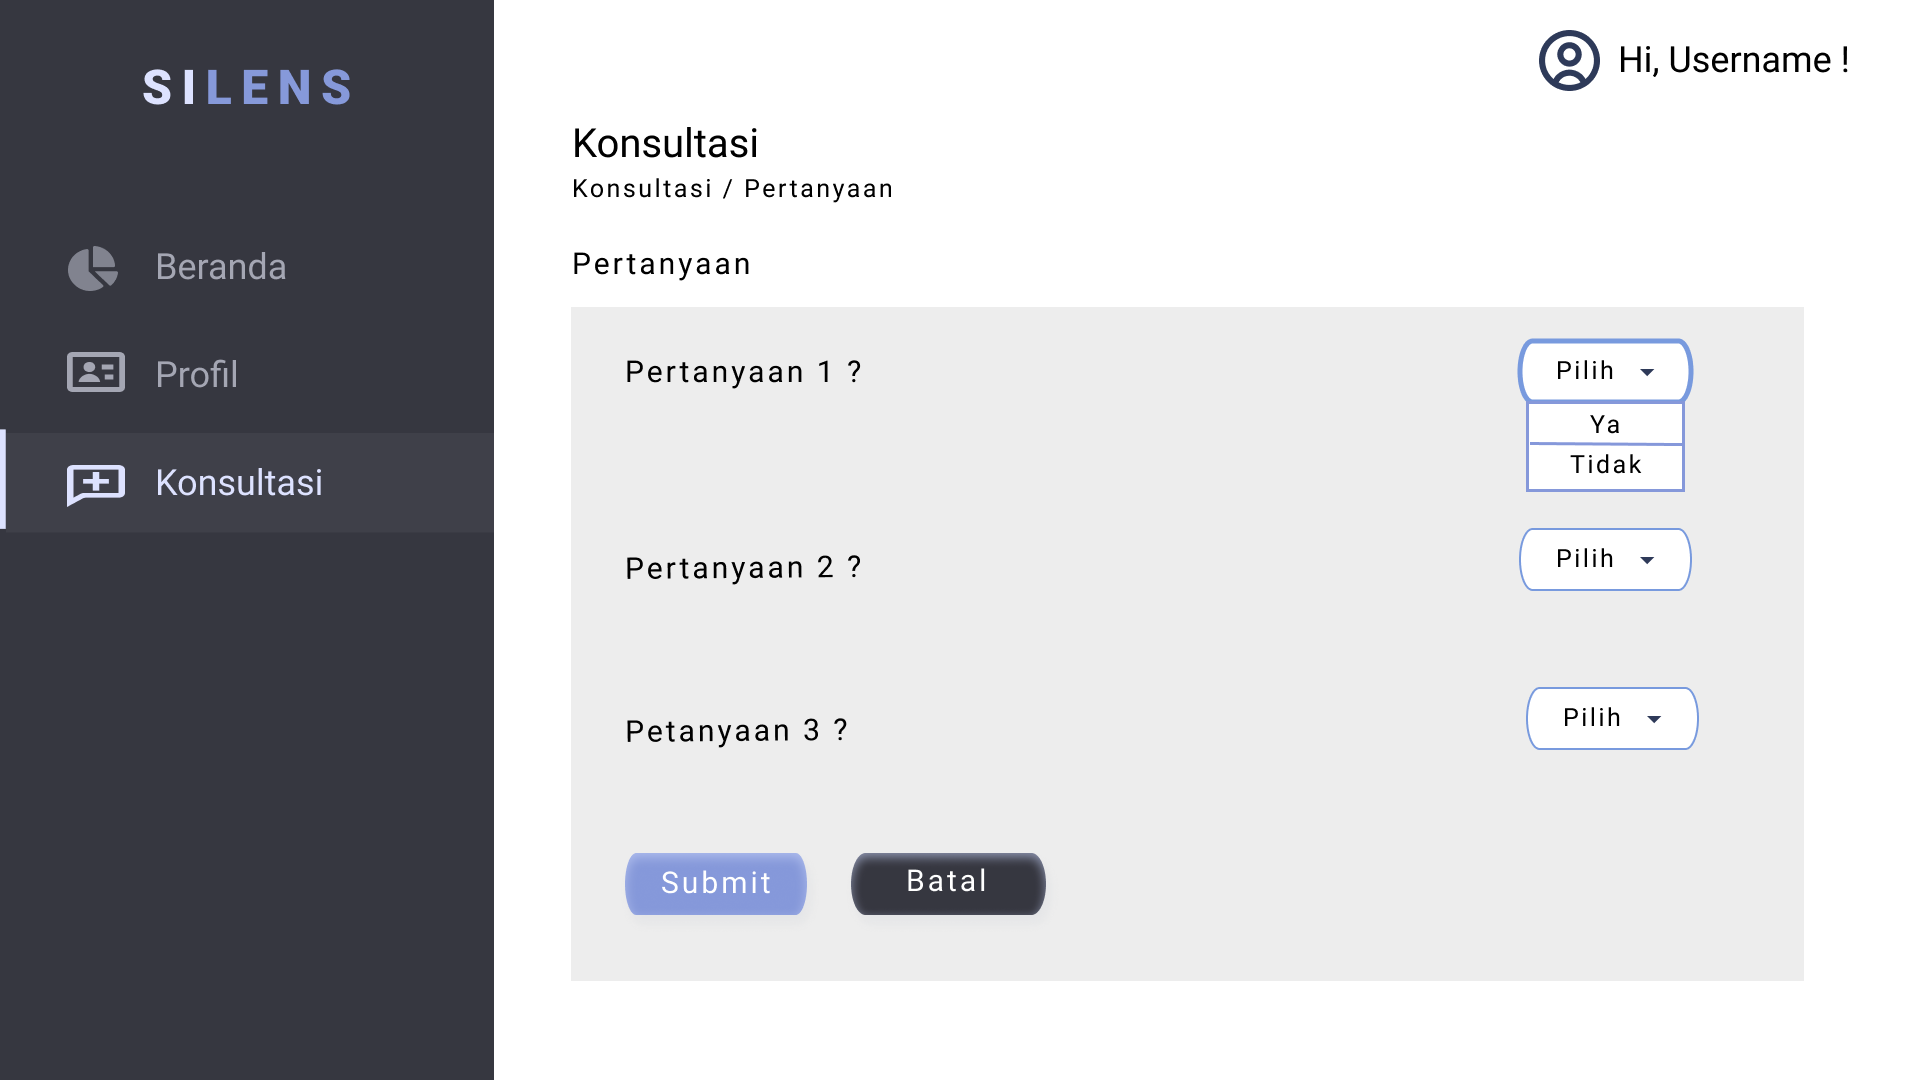 SILENS
Beranda
Profil
Konsultasi
Hi, Username !
Konsultasi
Konsultasi / Pertanyaan
Pertanyaan
Pertanyaan 1 ?
Pilih
Ya
Tidak
Pertanyaan 2 ?
Pilih
Petanyaan 3 ?
Pilih
Submit
Batal